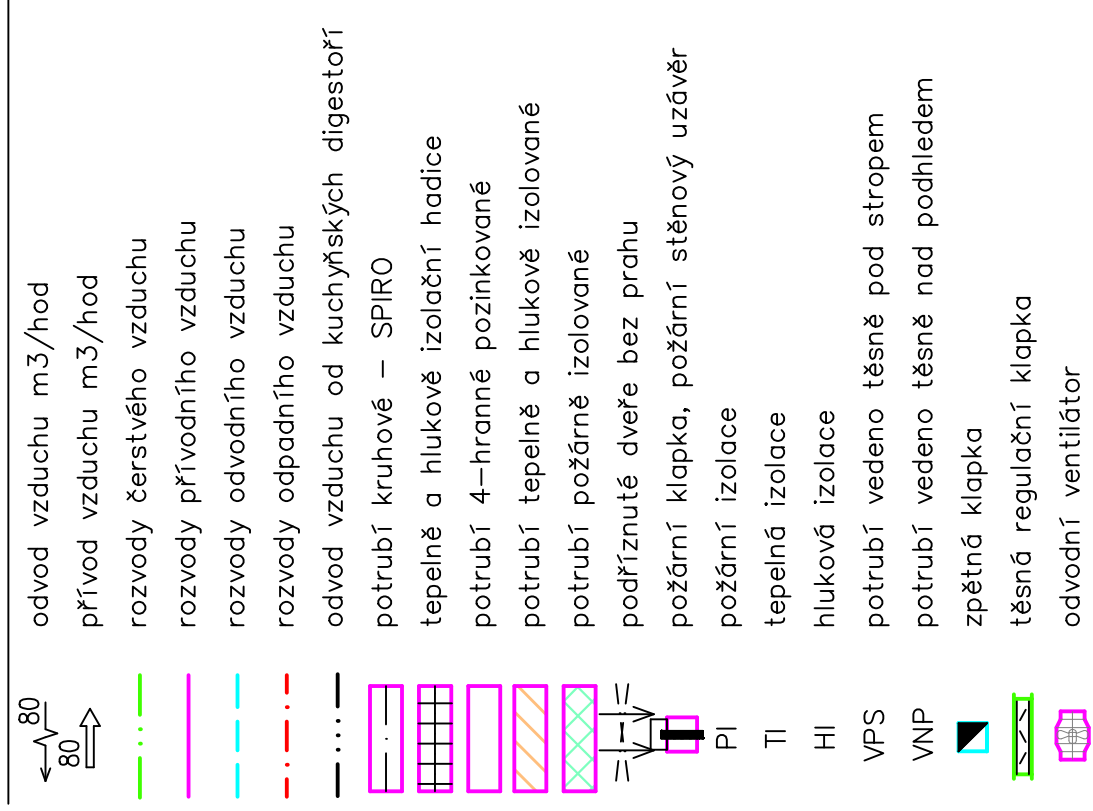 80 odvod vzduchu m3/hod
80 přívod vzduchu m3/hod
rozvody čerstvého vzduchu
rozvody přívodního vzduchu
rozvody odvodního vzduchu
rozvody odpadního vzduchu
odvod vzduchu od kuchyňských digestoří
potrubí kruhové – SPIRO
tepelně a hlukově izolační hadice
potrubí 4–hranné pozinkované
potrubí tepelně a hlukově izolované
potrubí požárně izolované
podříznuté dveře bez prahu
požární klapka, požární stěnový uzávěr
PI požární izolace
TI tepelná izolace
HI hluková izolace
VPS potrubí vedeno těsně pod stropem
VNP potrubí vedeno těsně nad podhledem
zpětná klapka
těsná regulační klapka
odvodní ventilátor